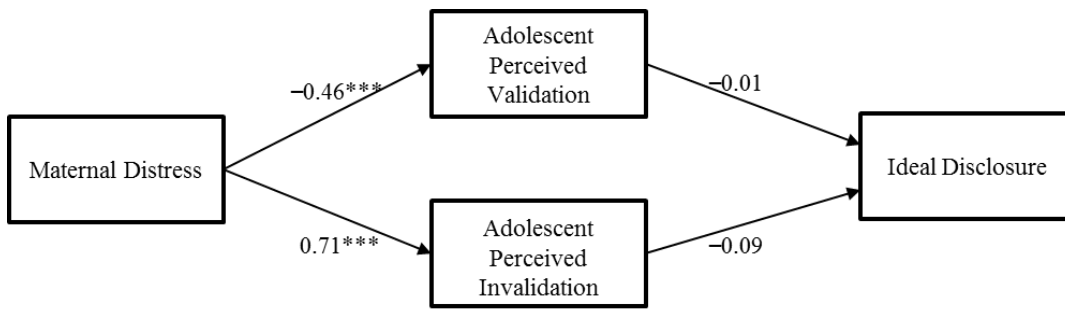 Adolescent
Perceived
Validation
−0.46***
−0.01
Maternal Distress
Ideal Disclosure
0.71***
Adolescent
Perceived
Invalidation
−0.09